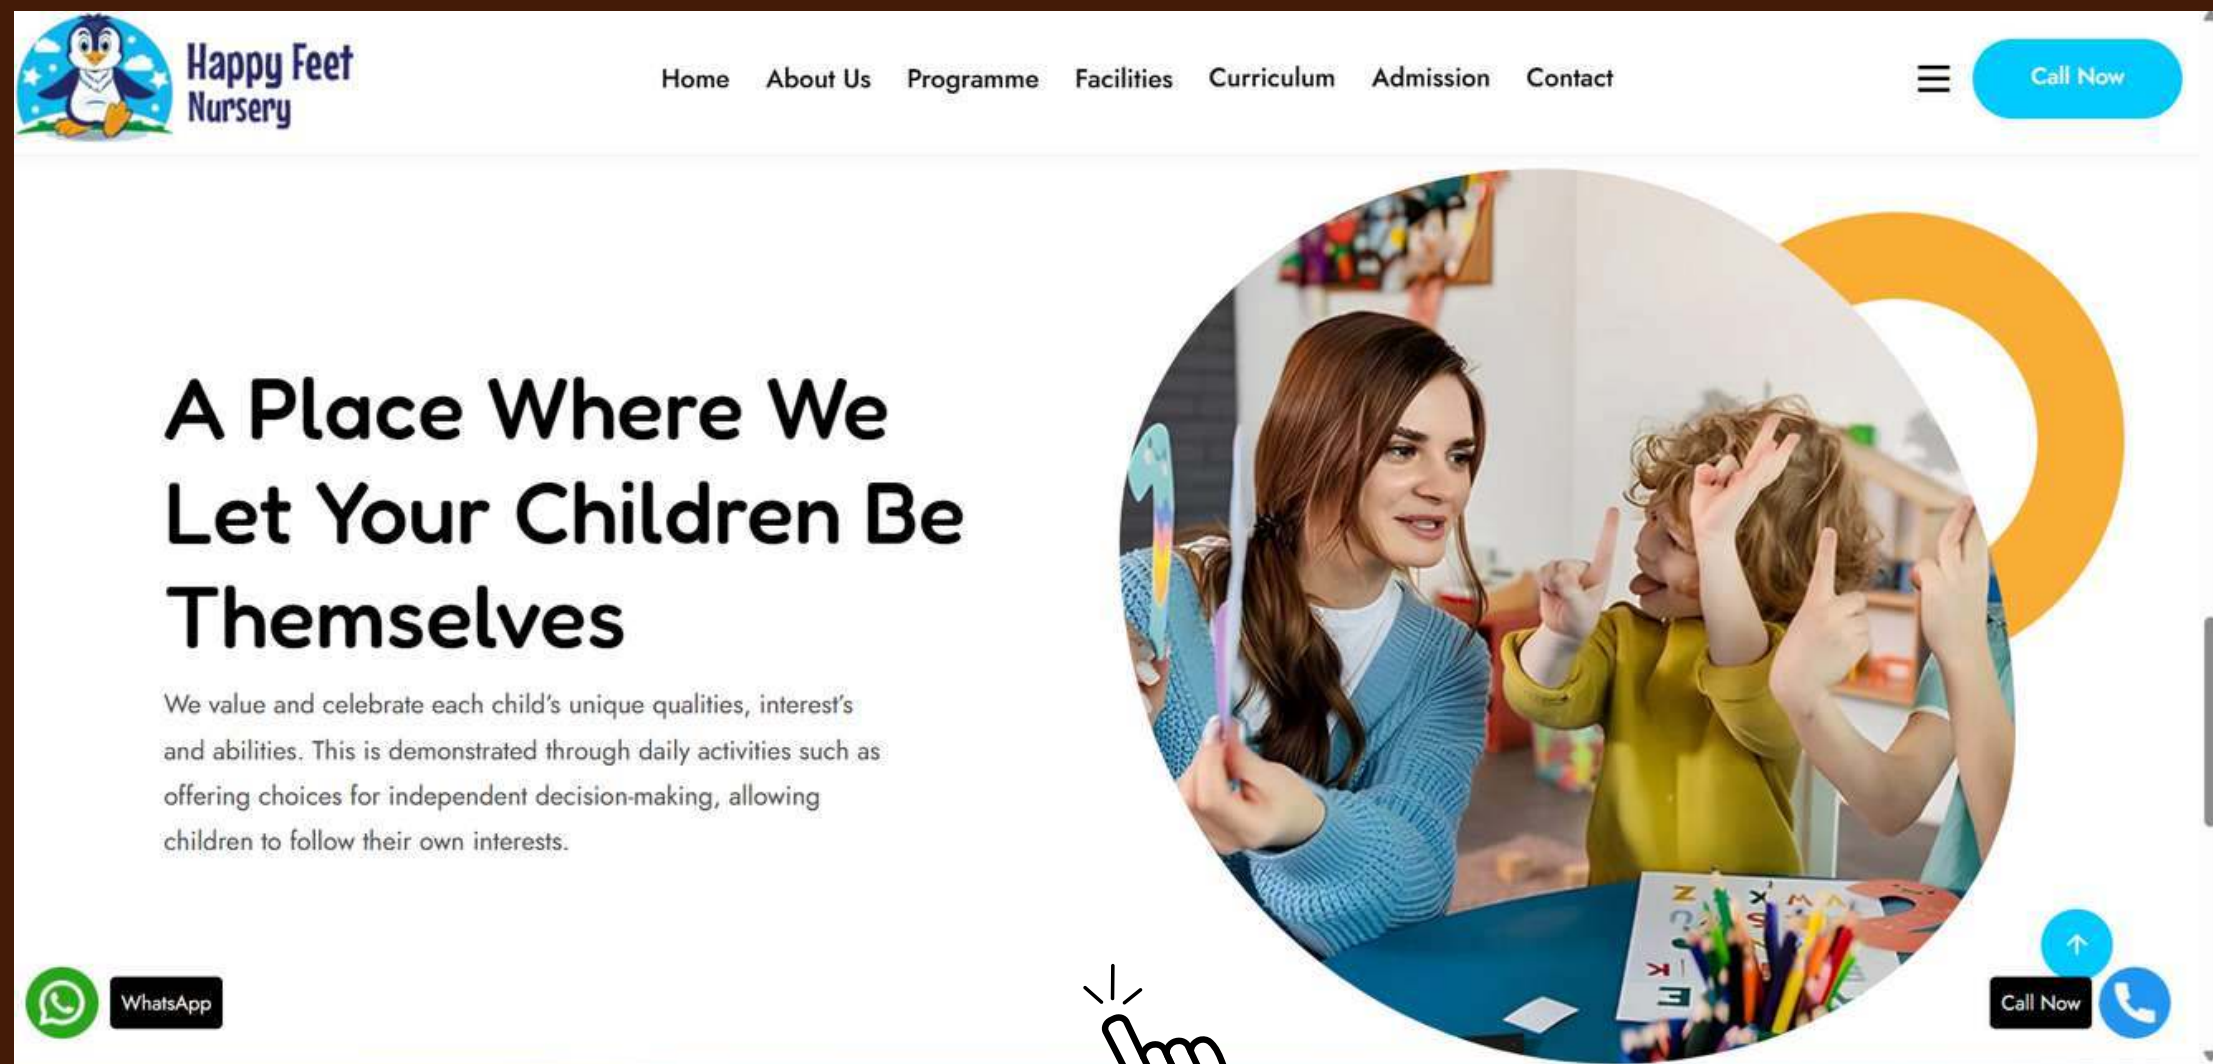 Happy Feet
Nursery
Home About Us Programme Facilities Curriculum Admission Contact
Call Now
A Place Where We
Let Your Children Be
Themselves
We value and celebrate each child's unique qualities, interest's
and abilities. This is demonstrated through daily activities such as
offering choices for independent decision-making, allowing
children to follow their own interests.
WhatsApp
Call Now